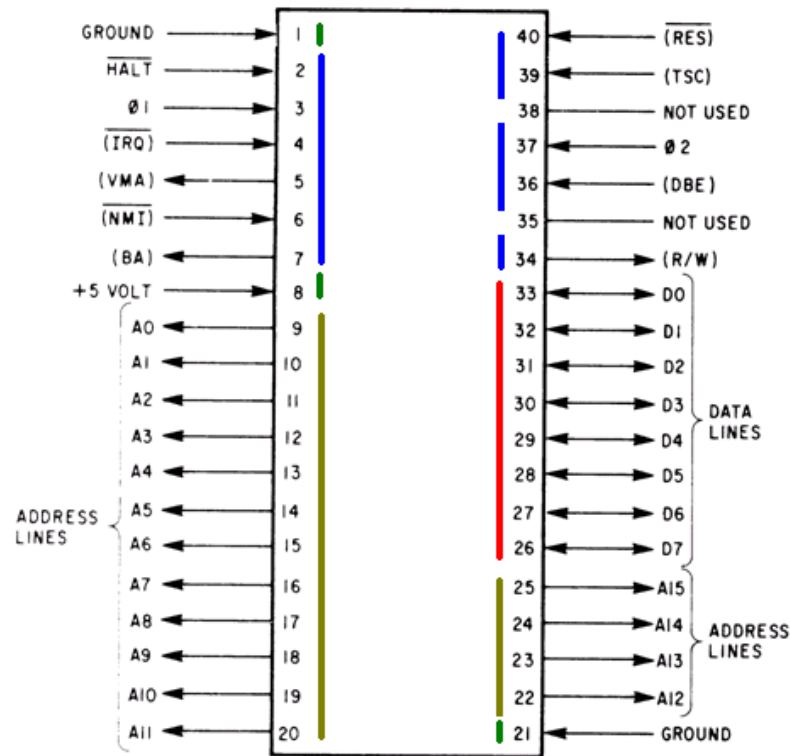 GROUND 1 40 (RES)
HALT 2 39 (TSC)
Ø1 3 38 NOT USED
(IRQ) 4 37 Ø2
(VMA) 5 36 (DBE)
(NMI) 6 35 NOT USED
(BA) 7 34 (R/W)
+5 VOLT 8 33 D0
A0 9 32 D1
A1 10 31 D2
A2 11 30 D3
A3 12 29 D4
A4 13 28 D5
A5 14 27 D6
A6 15 26 D7
A7 16 25 A15
A8 17 24 A14
A9 18 23 A13
A10 19 22 A12
A11 20 21 GROUND
ADDRESS
LINES
DATA
LINES
ADDRESS
LINES